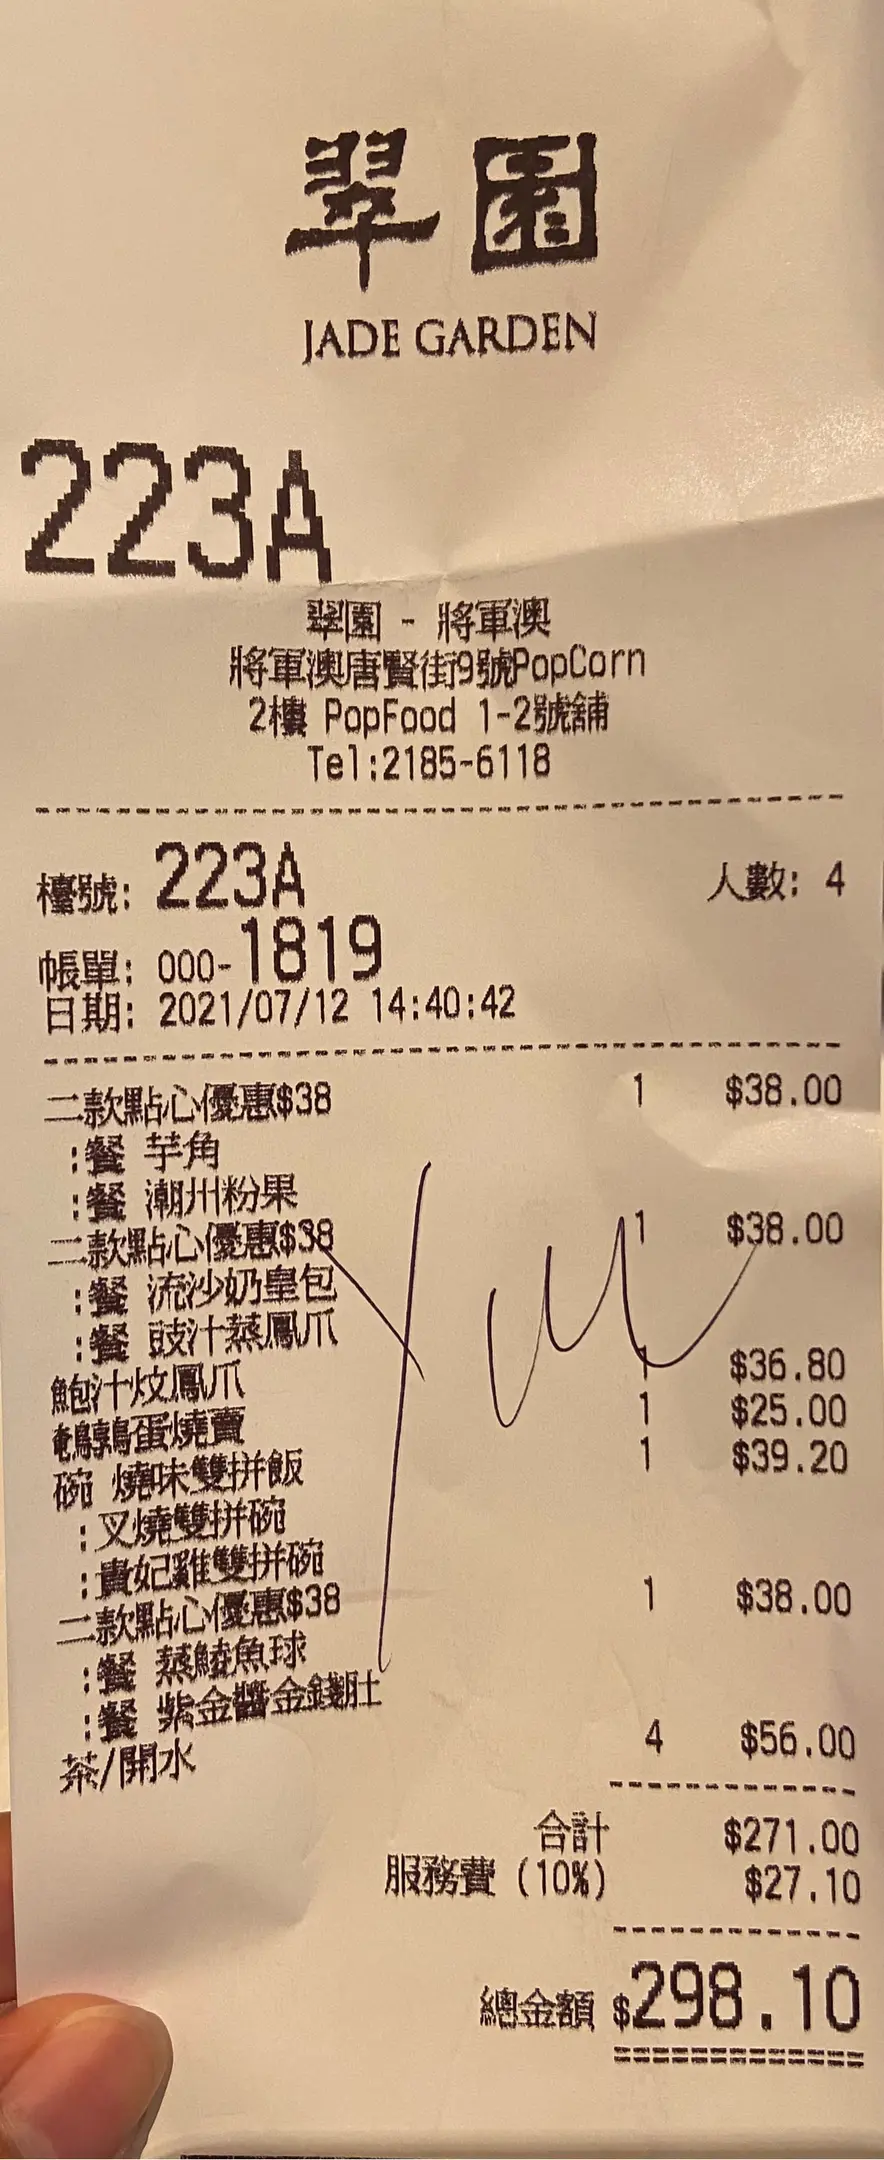 翠園
JADE GARDEN
223A
翠園 - 將軍澳
將軍澳唐賢街9號PopCorn
2樓 PopFood 1-2號舖
Tel:2185-6118
檯號: 223A 人數: 4
帳單: 000-1819
日期: 2021/07/12 14:40:42
二款點心優惠$38 1 $38.00
:餐 芋角
:餐 潮州粉果
二款點心優惠$38 1 $38.00
:餐 流沙奶皇包
:餐 豉汁蒸鳳爪
鮑汁炆鳳爪 1 $36.80
鵪鶉蛋燒賣 1 $25.00
碗 燒味雙拼飯 1 $39.20
:叉燒雙拼碗
:貴妃雞雙拼碗
二款點心優惠$38 1 $38.00
:餐 蒸鯪魚球
:餐 紫金醬金錢肚
茶/開水 4 $56.00
合計 $271.00
服務費 (10%) $27.10
總金額 $298.10